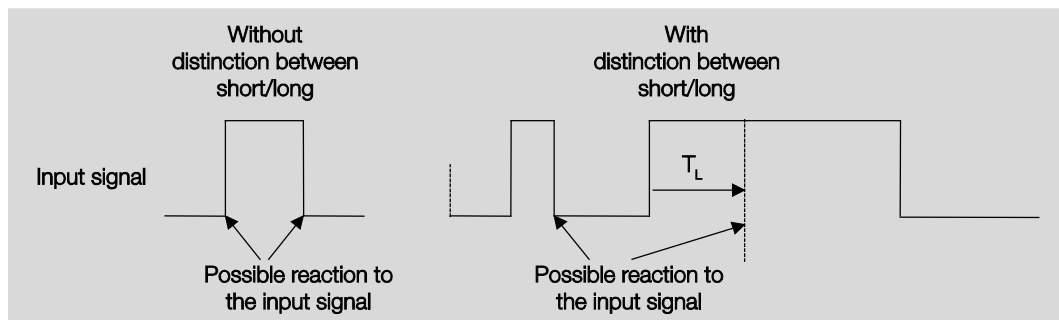 Without
distinction between
short/long
With
distinction between
short/long
Input signal
T_L
Possible reaction to
the input signal
Possible reaction to
the input signal